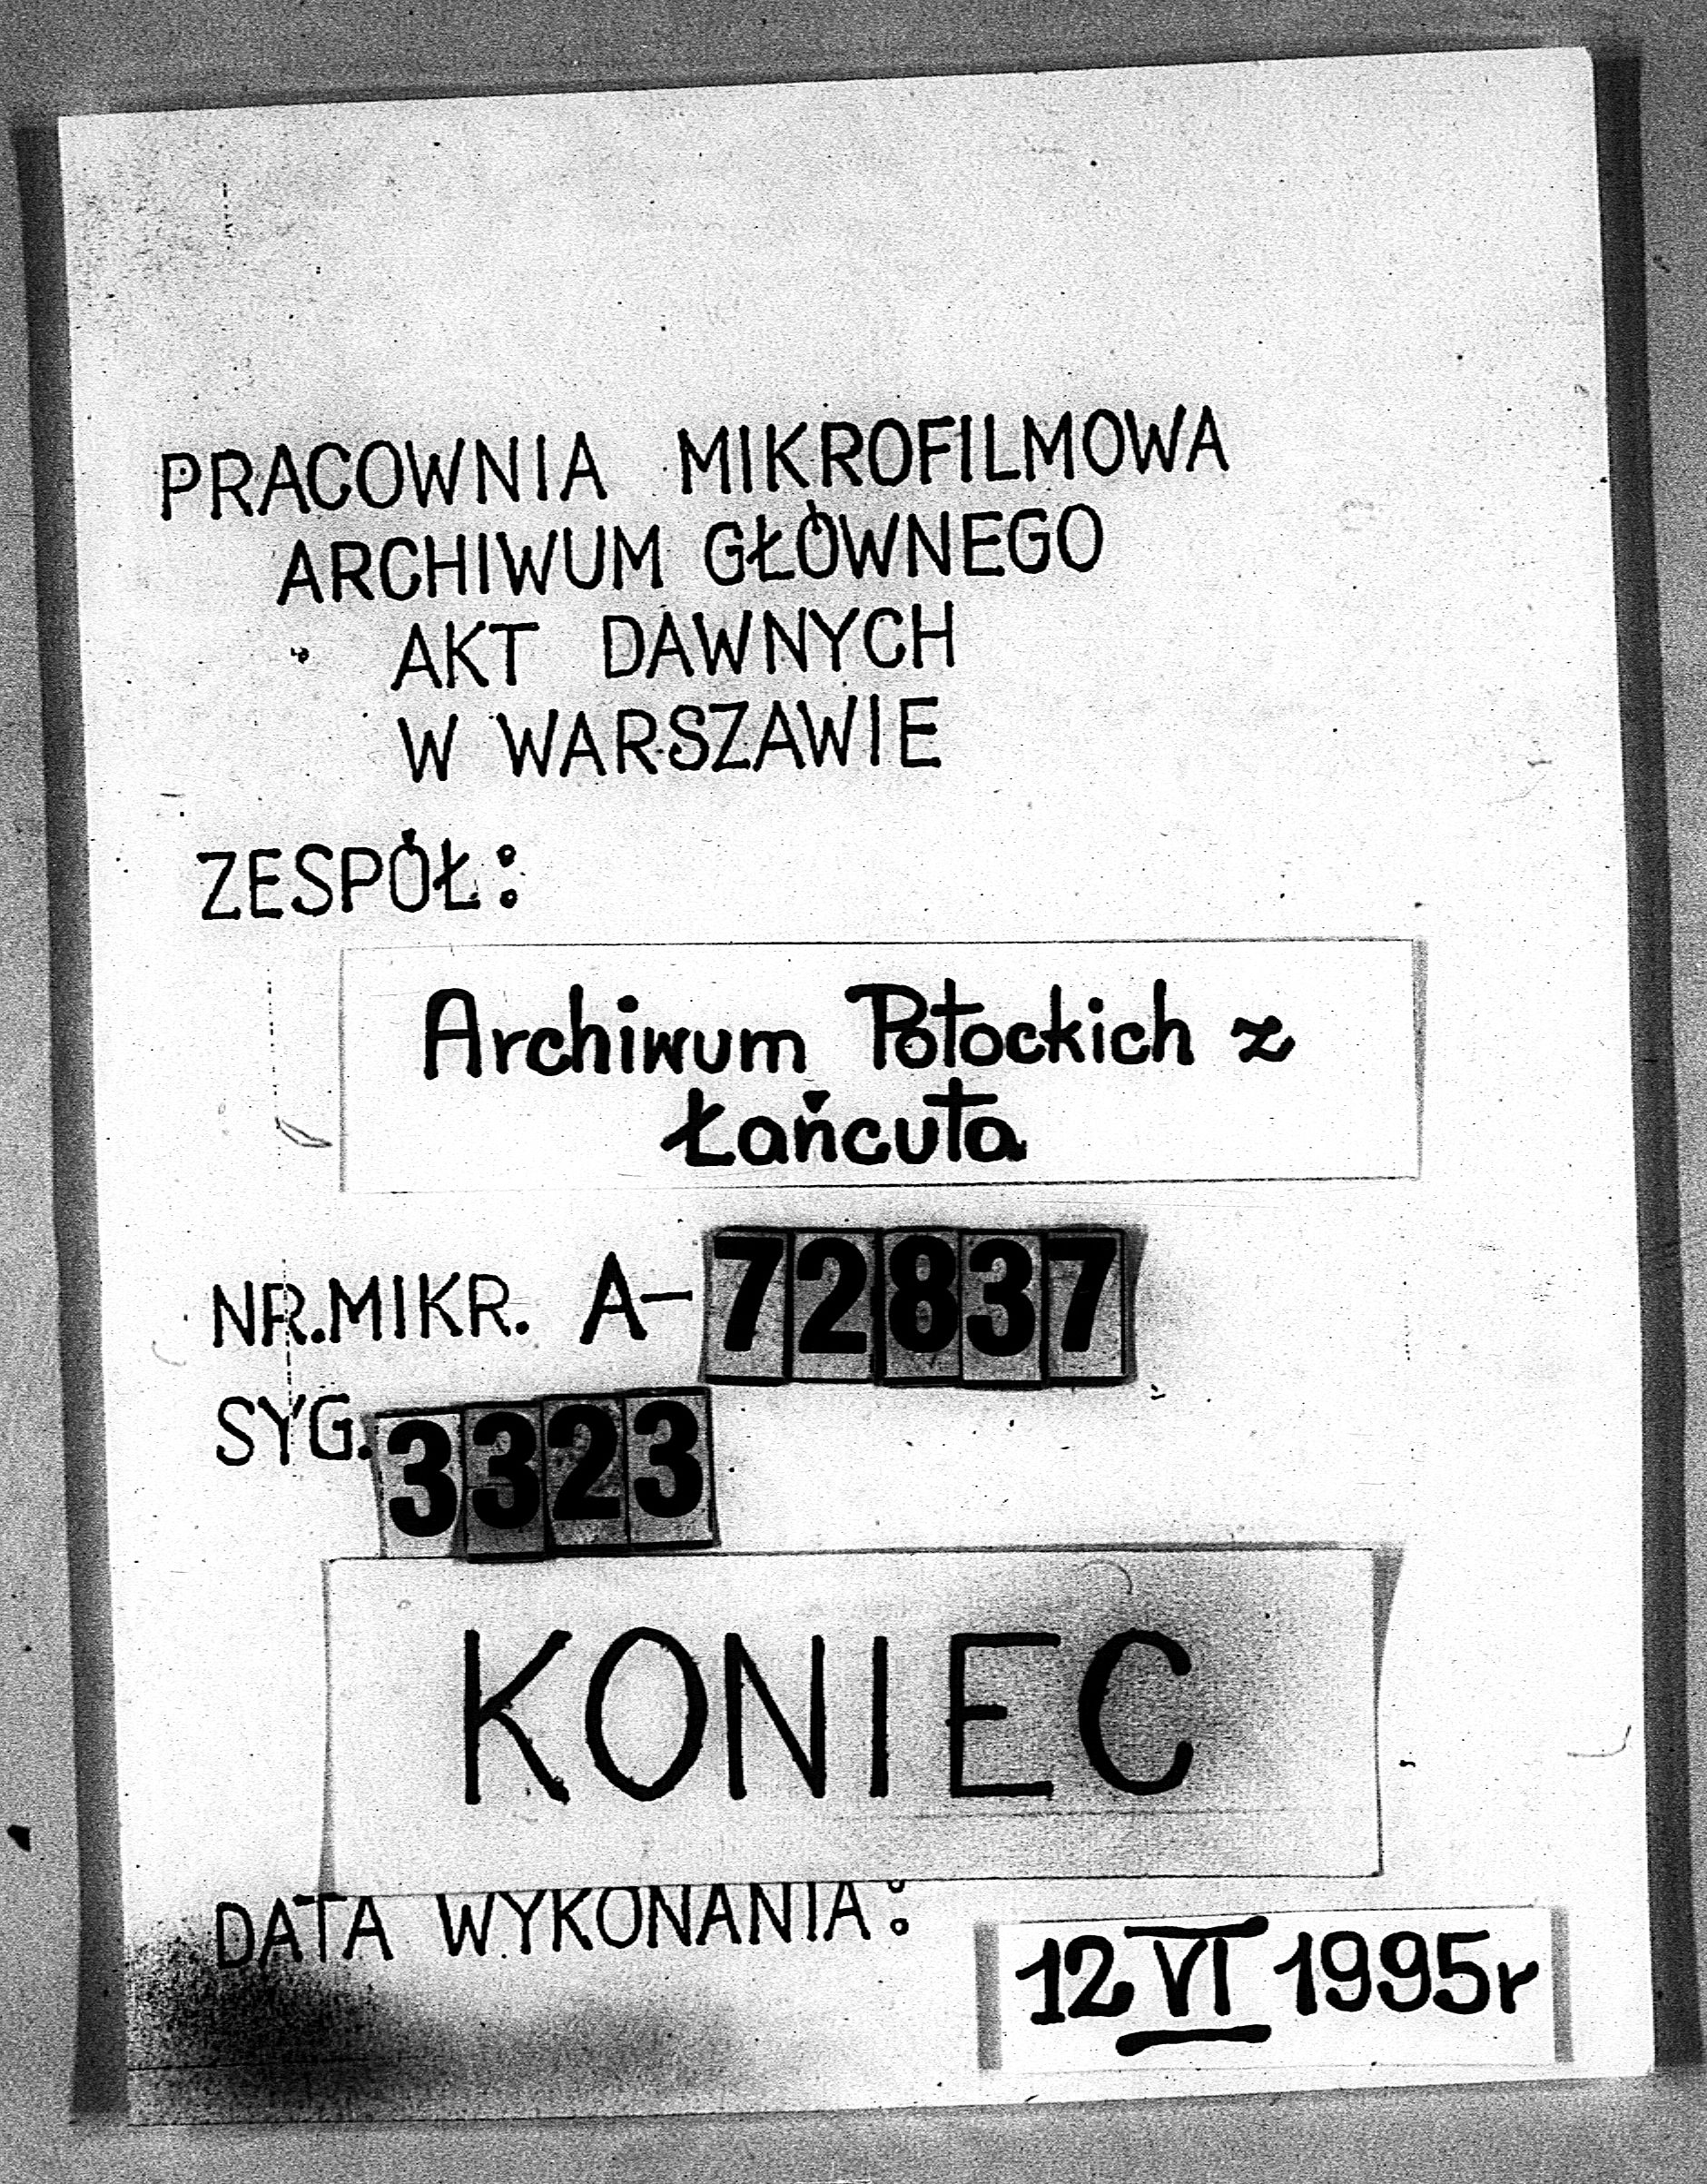 PRACOWNIA MIKROFILMOWA
ARCHIWUM GŁÓWNEGO
AKT DAWNYCH
W WARSZAWIE
ZESPÓŁ:
Archiwum Potockich z
Łańcuta
NR.MIKR. A-72837
SYG. 3323
KONIEC
DATA WYKONANIA:
12 VI 1995r